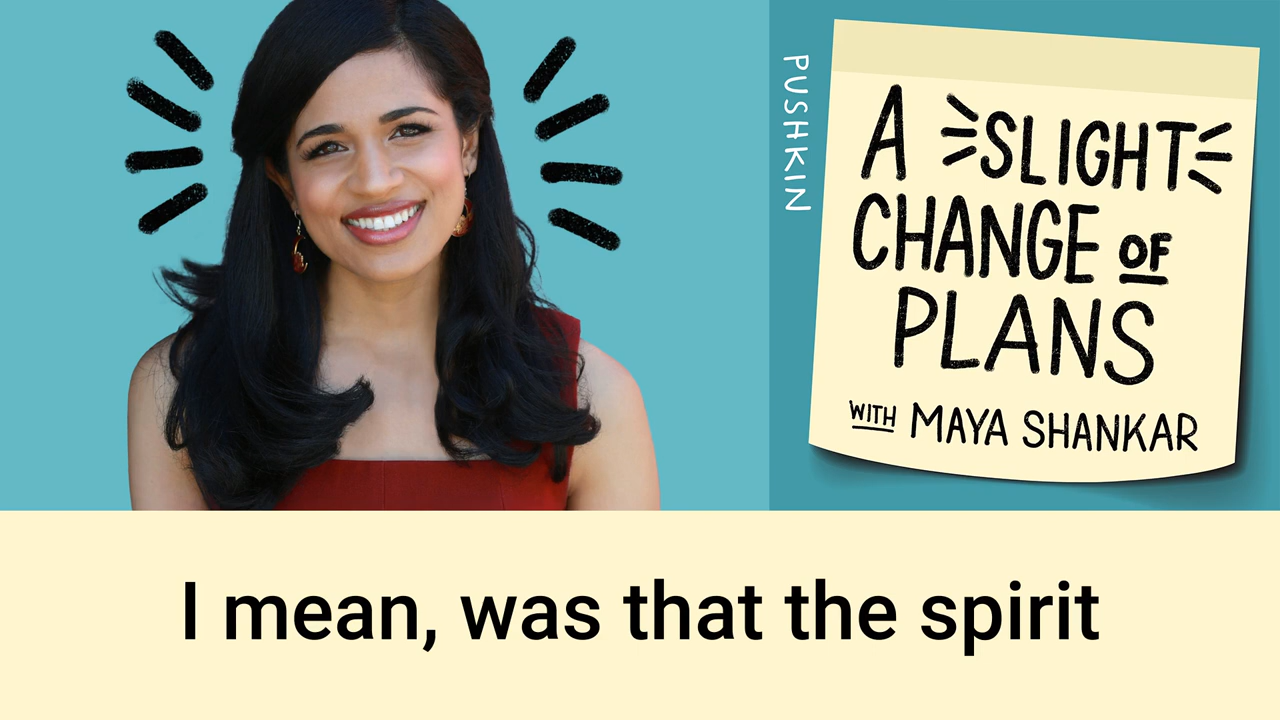 PUSHKIN
A SLIGHT
CHANGE OF
PLANS
WITH MAYA SHANKAR
I mean, was that the spirit